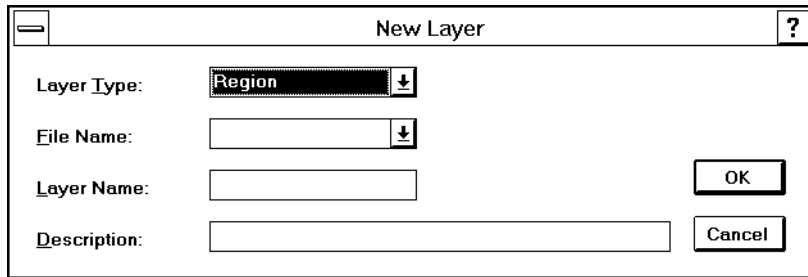 New Layer ?
Layer Type: Region
File Name:
Layer Name:
OK
Description:
Cancel